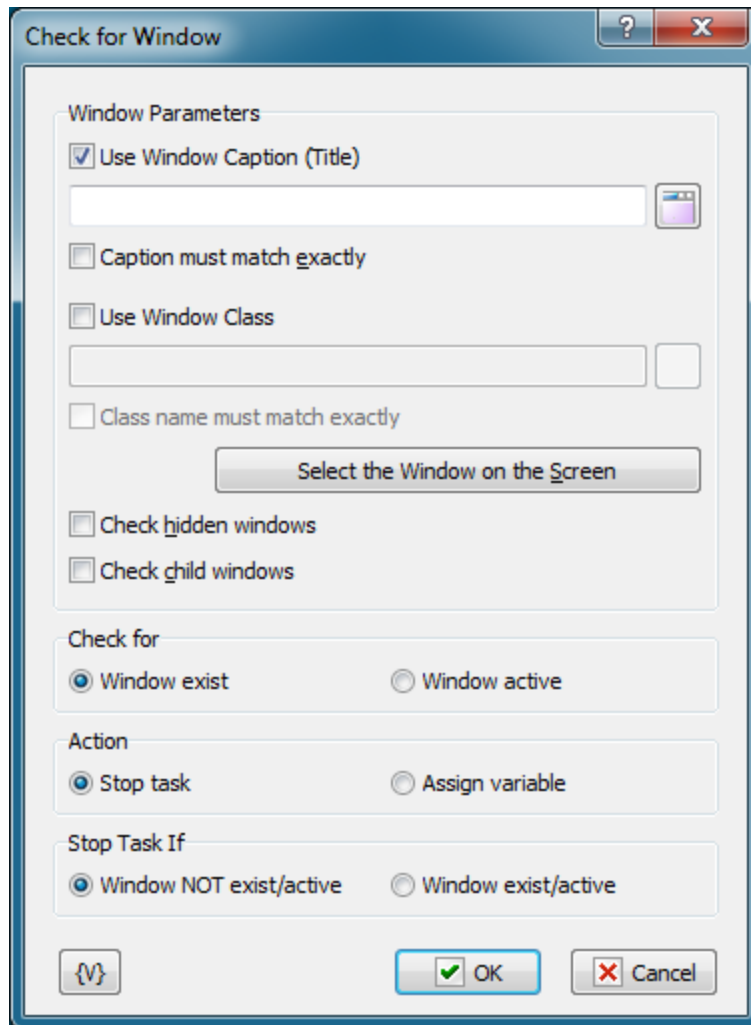 Check for Window
?
Window Parameters
Use Window Caption (Title)
Caption must match exactly
Use Window Class
Class name must match exactly
Select the Window on the Screen
Check hidden windows
Check child windows
Check for
Window exist
Window active
Action
Stop task
Assign variable
Stop Task If
Window NOT exist/active
Window exist/active
{V}
OK
Cancel